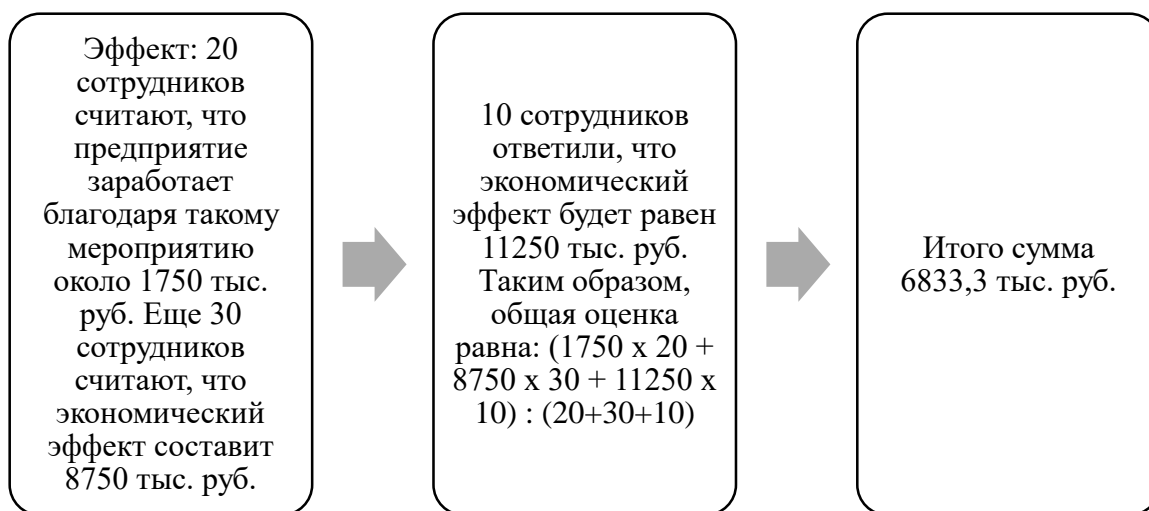 Эффект: 20
сотрудников
считают, что
предприятие
заработает
благодаря такому
мероприятию
около 1750 тыс.
руб. Еще 30
сотрудников
считают, что
экономический
эффект составит
8750 тыс. руб.
10 сотрудников
ответили, что
экономический
эффект будет равен
11250 тыс. руб.
Таким образом,
общая оценка
равна: (1750 х 20 +
8750 х 30 + 11250 х
10) : (20+30+10)
Итого сумма
6833,3 тыс. руб.